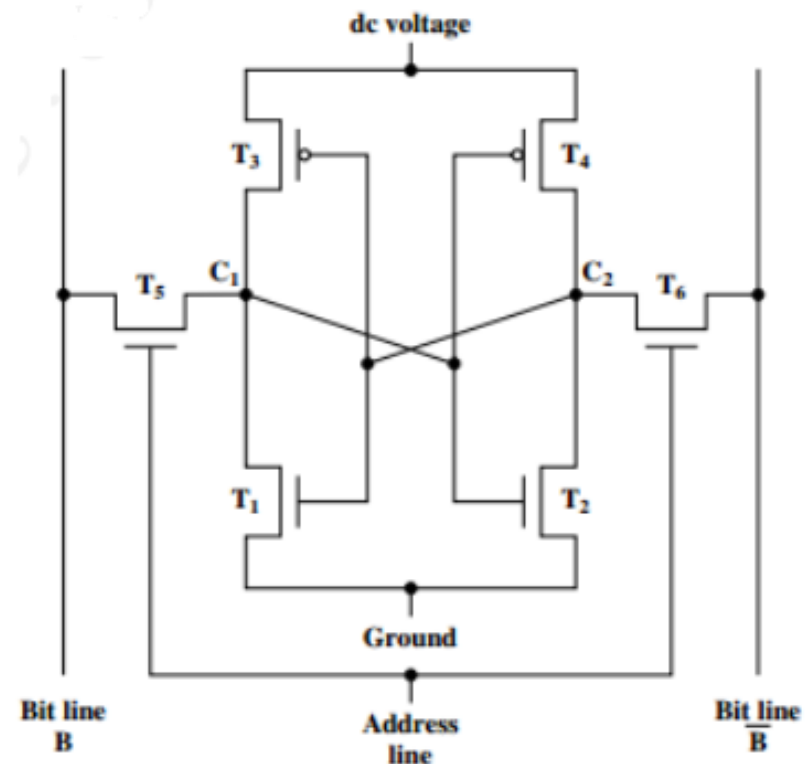 dc voltage
T₃
T₄
T₅
C₁
C₂
T₆
T₁
T₂
Ground
Bit line
B
Address
line
Bit line
B̅